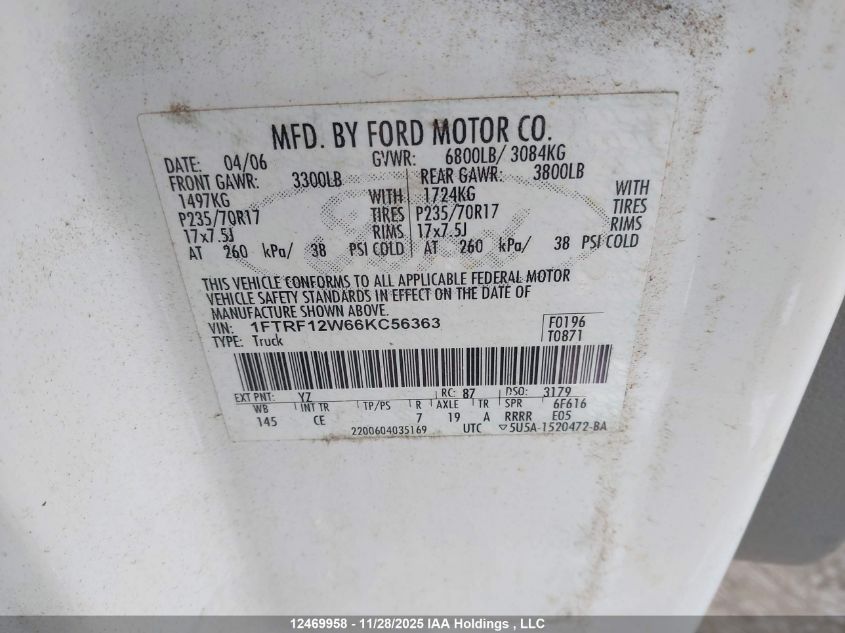 MFD. BY FORD MOTOR CO.
DATE: 04/06 GVWR: 6800LB/ 3084KG
FRONT GAWR: 3300LB REAR GAWR: 3800LB
1497KG WITH 1724KG WITH
P235/70R17 TIRES P235/70R17 TIRES
17x7.5J RIMS 17x7.5J RIMS
AT 260 kPa/ 38 PSI COLD AT 260 kPa/ 38 PSI COLD
THIS VEHICLE CONFORMS TO ALL APPLICABLE FEDERAL MOTOR
VEHICLE SAFETY STANDARDS IN EFFECT ON THE DATE OF
MANUFACTURE SHOWN ABOVE.
VIN: 1FTRF12W66KC56363 F0196
TYPE: Truck T0871
EXT PNT: YZ RC: 87 DSO: 3179
WB INT TR TP/PS R AXLE TR SPR 6F616
145 CE 7 19 A RRRR E05
2200604035169 UTC ▽5U5A-1520472-BA
Ford
12469958 - 11/28/2025 IAA Holdings , LLC